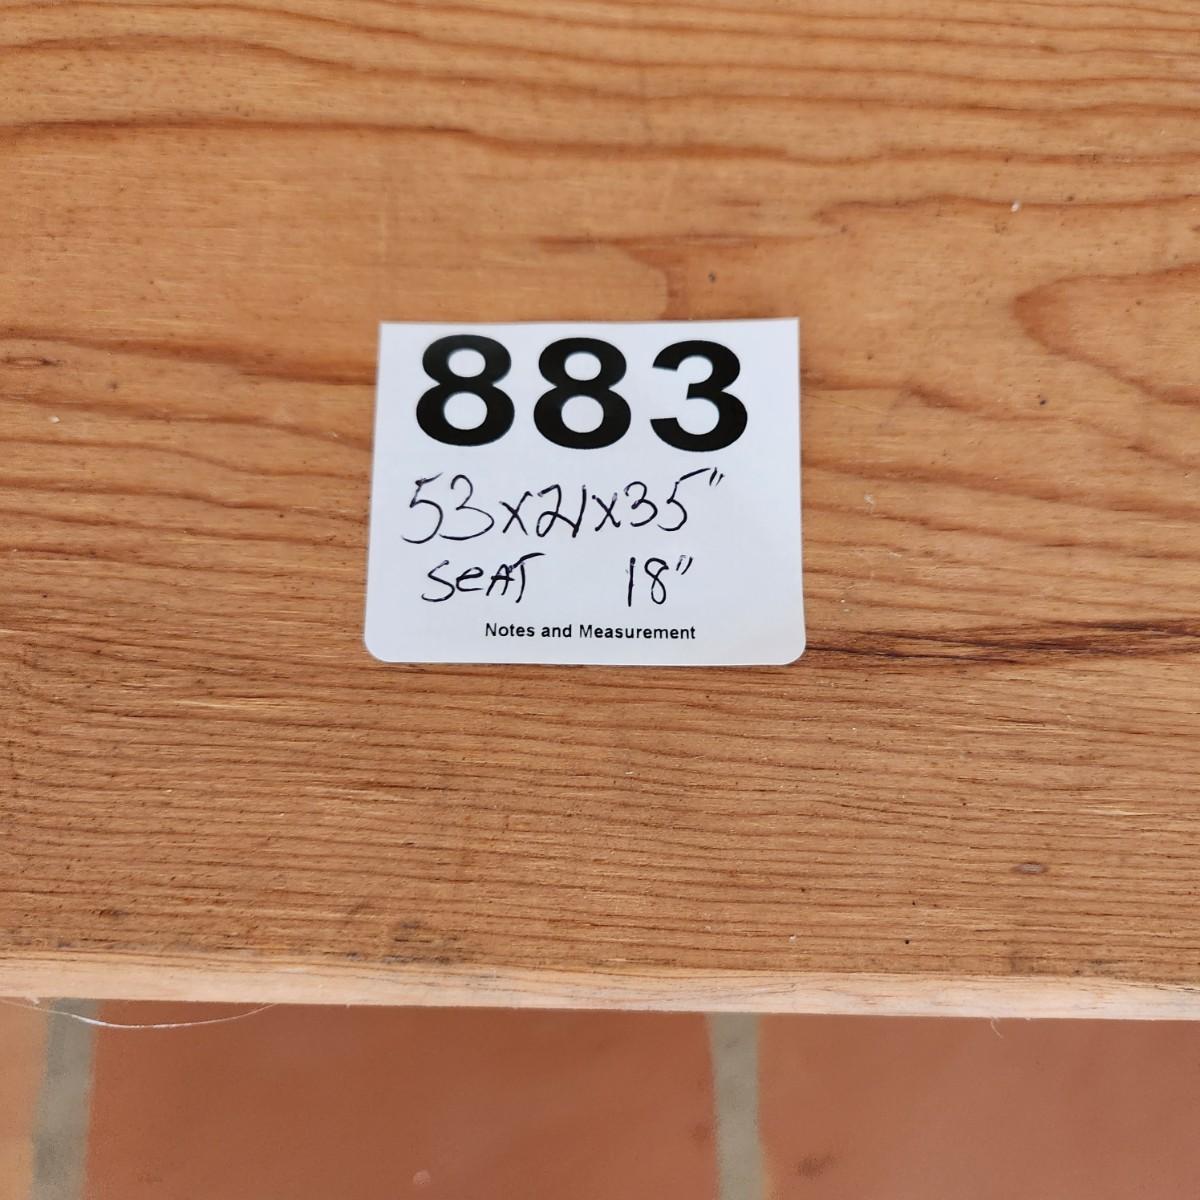 883
53x21x35"
SEAT 18"
Notes and Measurement